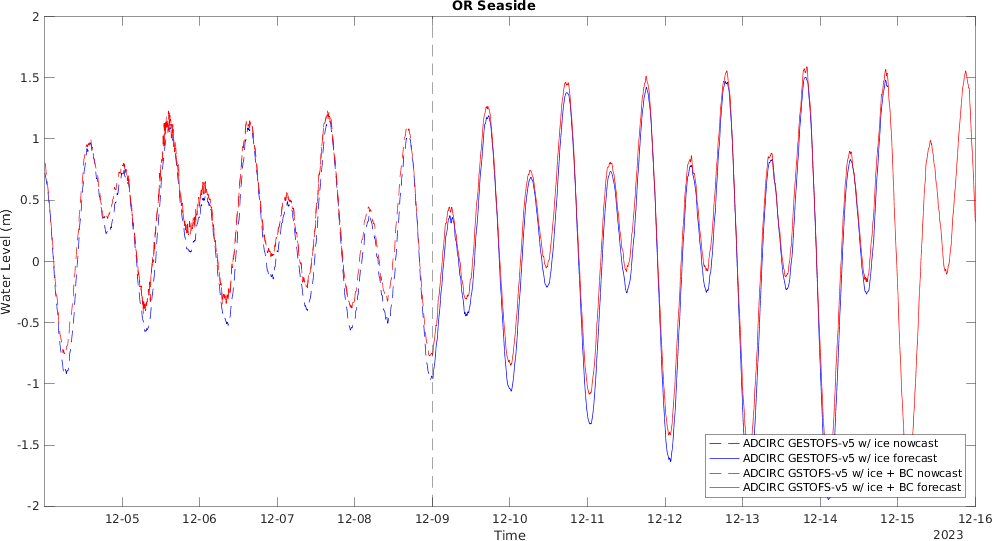 OR Seaside
2
1.5
1
0.5
0
-0.5
-1
-1.5
-2
Water Level (m)
12-05 12-06 12-07 12-08 12-09 12-10 12-11 12-12 12-13 12-14 12-15 12-16
Time
2023
ADCIRC GESTOFS-v5 w/ ice nowcast
ADCIRC GESTOFS-v5 w/ ice forecast
ADCIRC GSTOFS-v5 w/ ice + BC nowcast
ADCIRC GSTOFS-v5 w/ ice + BC forecast